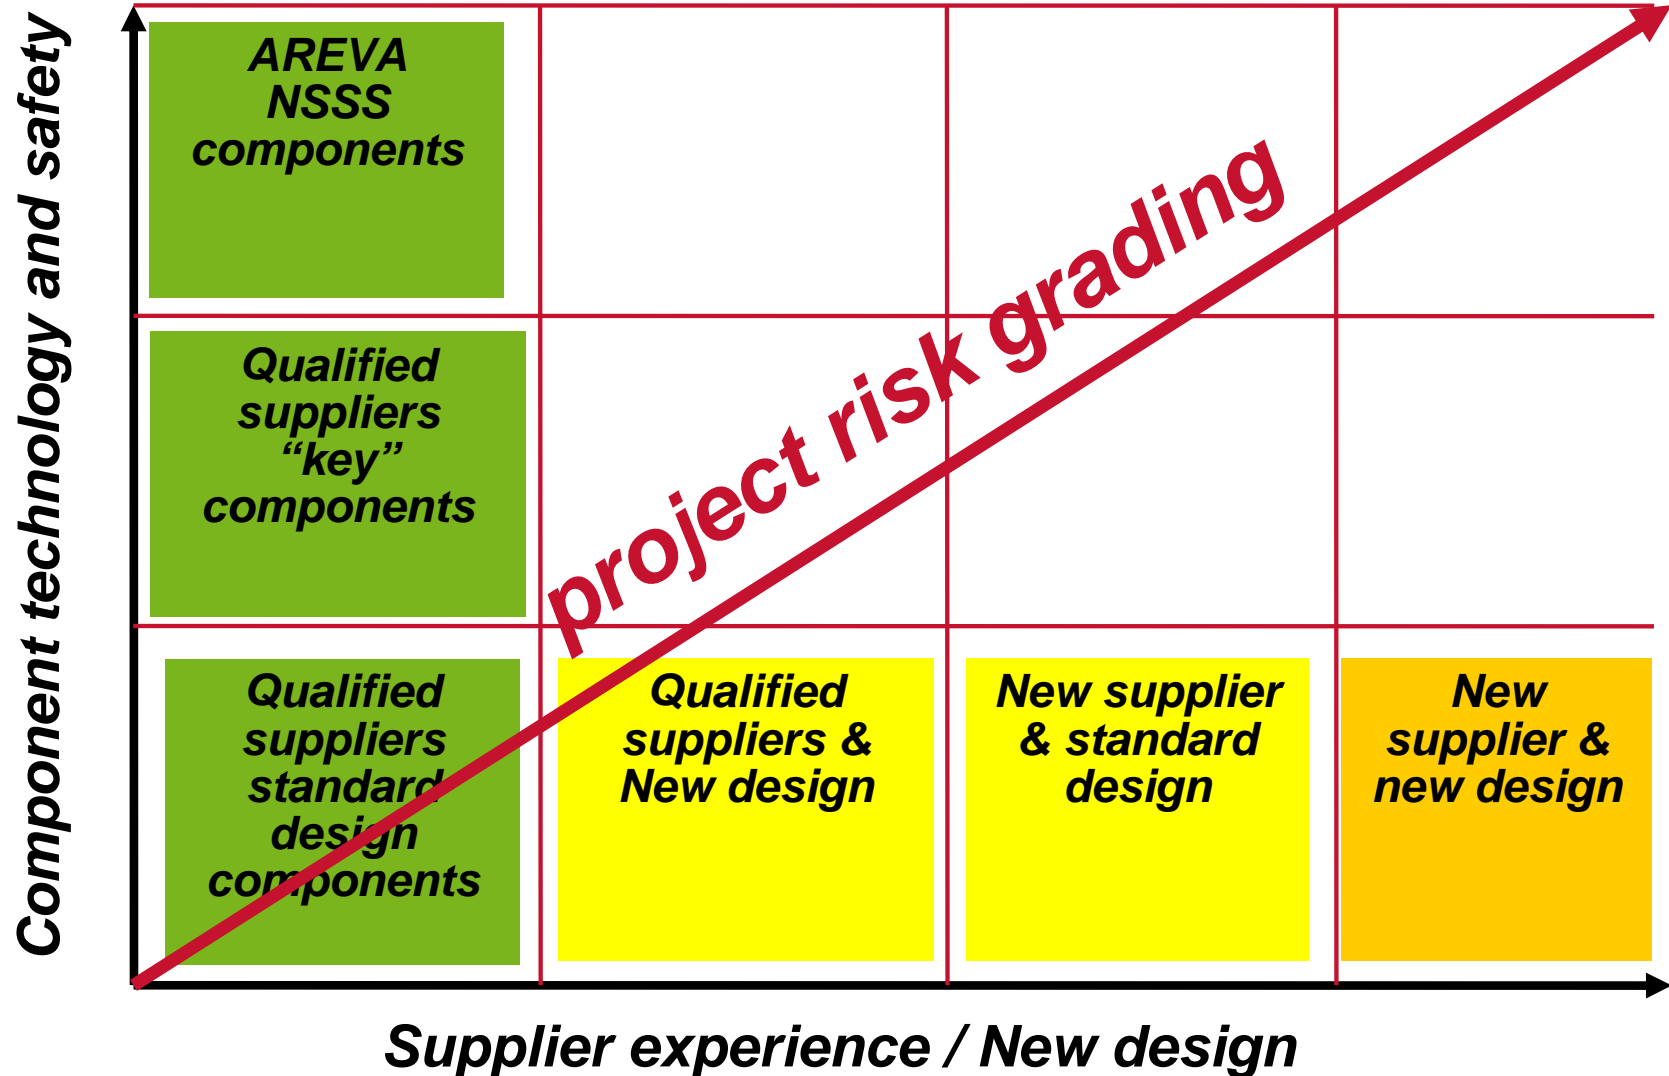 Component technology and safety
AREVA
NSSS
components
project risk grading
Qualified
suppliers
“key”
components
Qualified
suppliers
standard
design
components
Qualified
suppliers &
New design
New supplier
& standard
design
New
supplier &
new design
Supplier experience / New design